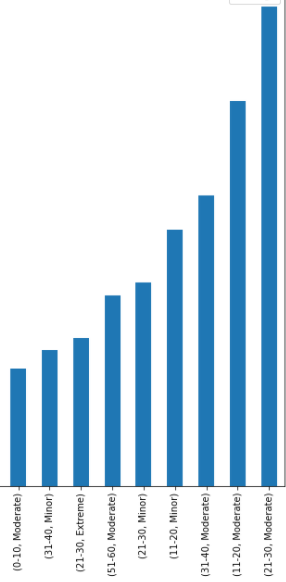 (0-10, Moderate)
(31-40, Minor)
(21-30, Extreme)
(51-60, Moderate)
(21-30, Minor)
(11-20, Minor)
(31-40, Moderate)
(11-20, Moderate)
(21-30, Moderate)